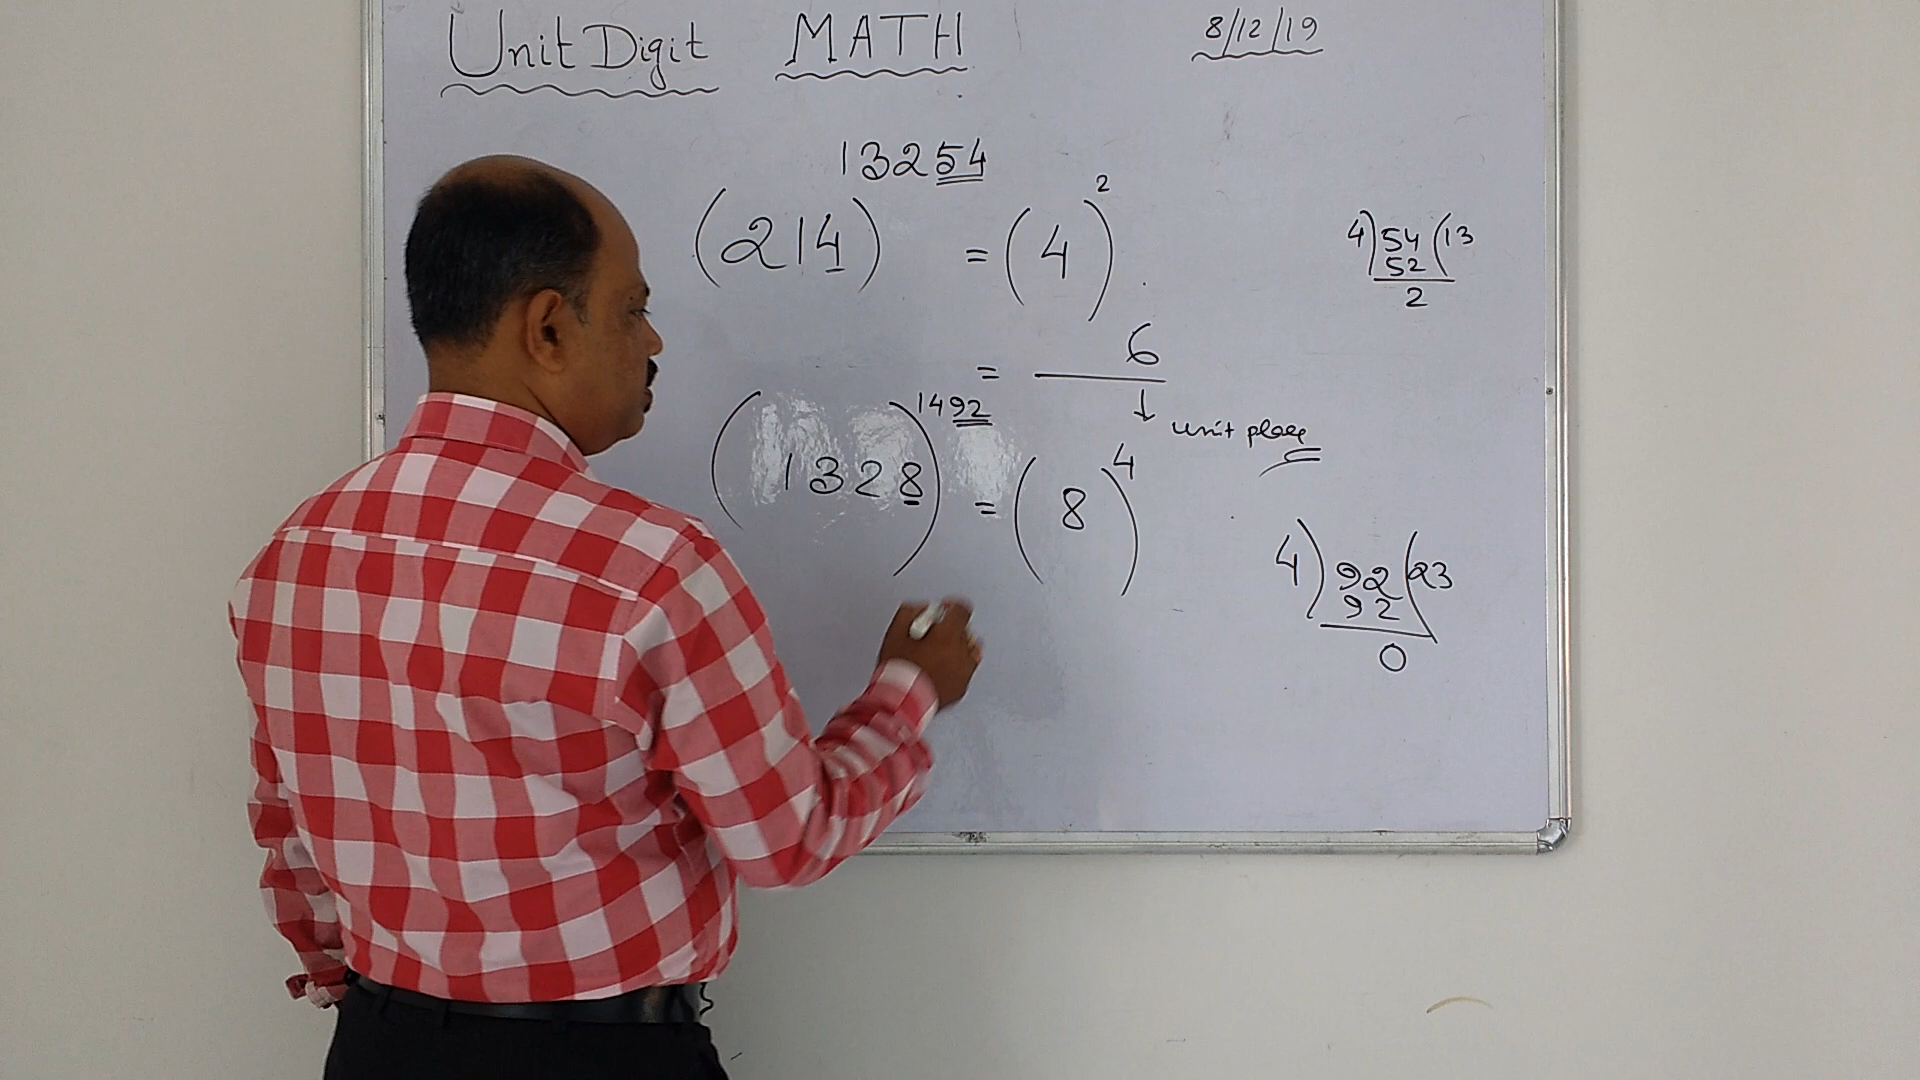 Unit Digit MATH 8/12/19
13254
(214) = (4)²
4)54(13
52
2
= 6
↓ unit place
(1328)¹⁴⁹² = (8)⁴
4)92(23
92
0